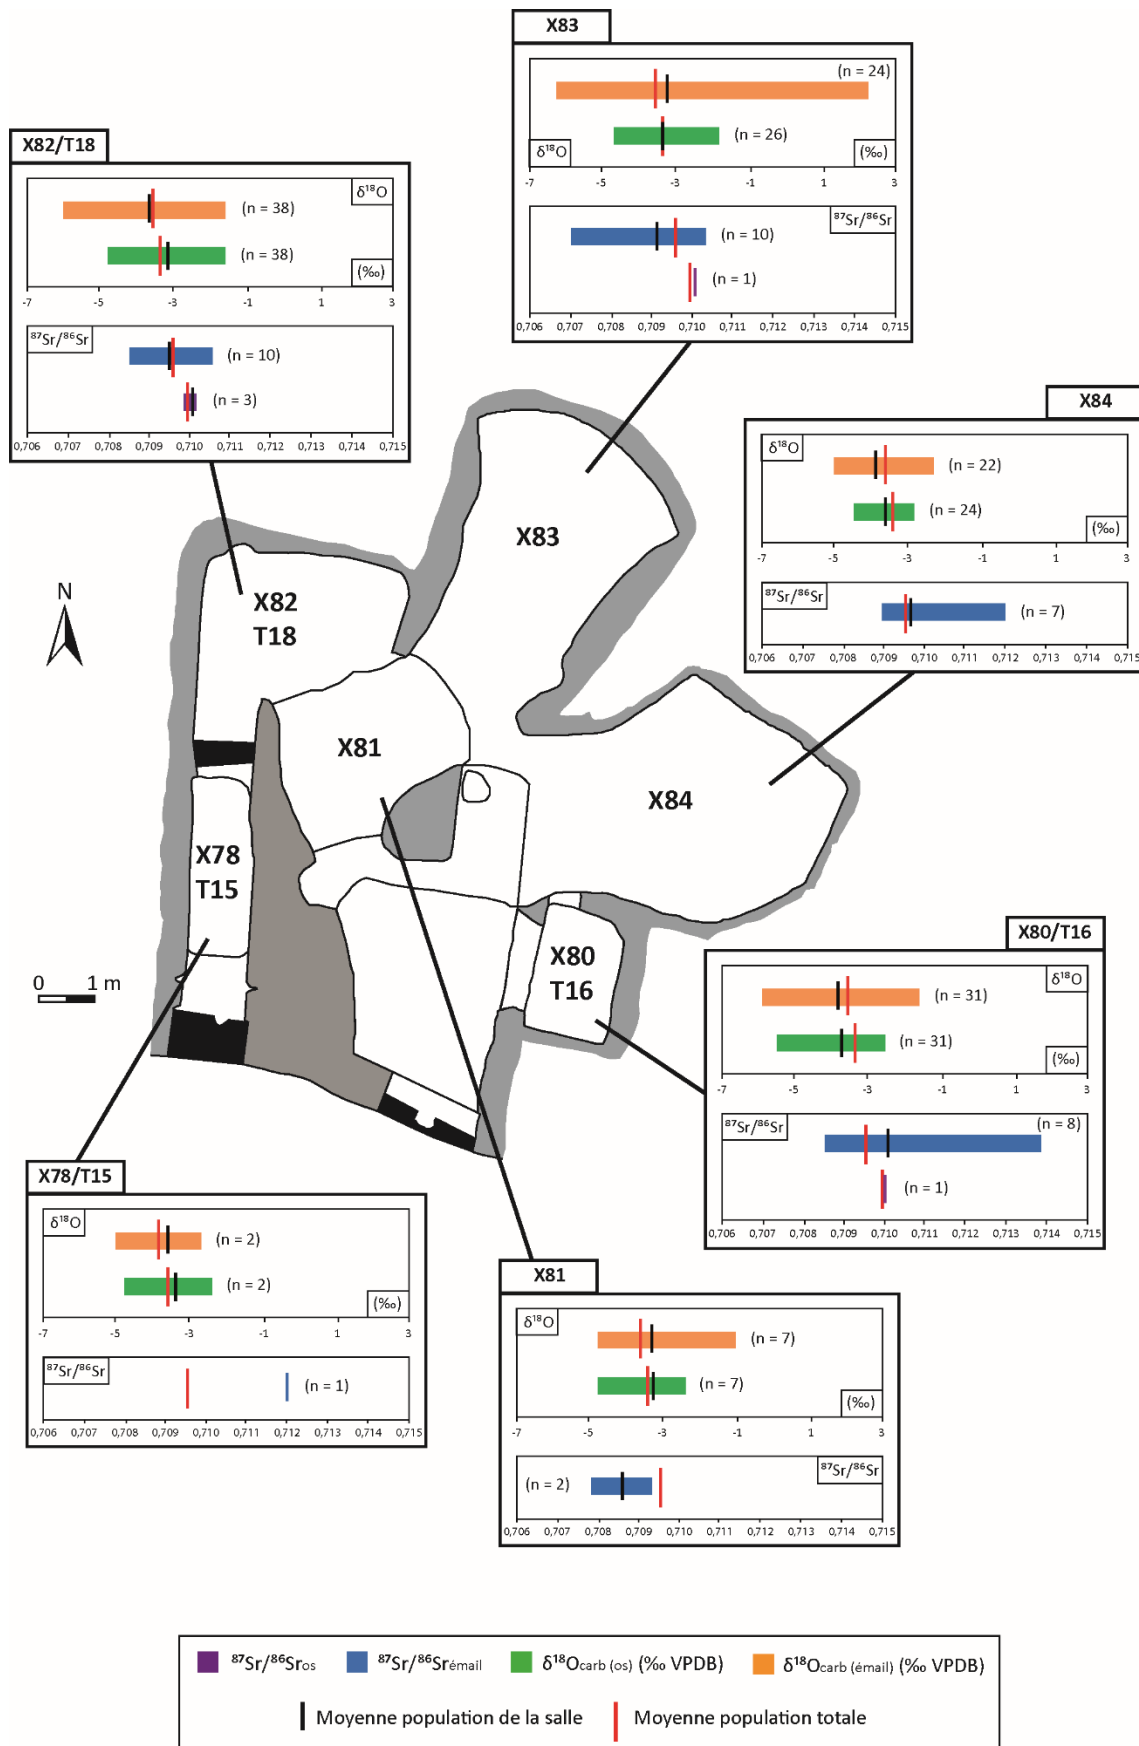 X83
(n = 24)
(n = 26)
δ¹⁸O
(‰)
-7 -5 -3 -1 1 3
⁸⁷Sr/⁸⁶Sr
(n = 10)
(n = 1)
0,706 0,707 0,708 0,709 0,710 0,711 0,712 0,713 0,714 0,715
X82/T18
δ¹⁸O
(n = 38)
(n = 38)
(‰)
-7 -5 -3 -1 1 3
⁸⁷Sr/⁸⁶Sr
(n = 10)
(n = 3)
0,706 0,707 0,708 0,709 0,710 0,711 0,712 0,713 0,714 0,715
X84
δ¹⁸O
(n = 22)
(n = 24)
(‰)
-7 -5 -3 -1 1 3
⁸⁷Sr/⁸⁶Sr
(n = 7)
0,706 0,707 0,708 0,709 0,710 0,711 0,712 0,713 0,714 0,715
N
X83
X82
T18
X81
X84
X78
T15
X80
T16
0 1 m
X80/T16
δ¹⁸O
(n = 31)
(n = 31)
(‰)
-7 -5 -3 -1 1 3
⁸⁷Sr/⁸⁶Sr
(n = 8)
(n = 1)
0,706 0,707 0,708 0,709 0,710 0,711 0,712 0,713 0,714 0,715
X78/T15
δ¹⁸O
(n = 2)
(n = 2)
(‰)
-7 -5 -3 -1 1 3
⁸⁷Sr/⁸⁶Sr
(n = 1)
0,706 0,707 0,708 0,709 0,710 0,711 0,712 0,713 0,714 0,715
X81
δ¹⁸O
(n = 7)
(n = 7)
(‰)
-7 -5 -3 -1 1 3
⁸⁷Sr/⁸⁶Sr
(n = 2)
0,706 0,707 0,708 0,709 0,710 0,711 0,712 0,713 0,714 0,715
⁸⁷Sr/⁸⁶Sros ⁸⁷Sr/⁸⁶Srémail δ¹⁸Ocarb (os) (‰ VPDB) δ¹⁸Ocarb (émail) (‰ VPDB)
Moyenne population de la salle Moyenne population totale